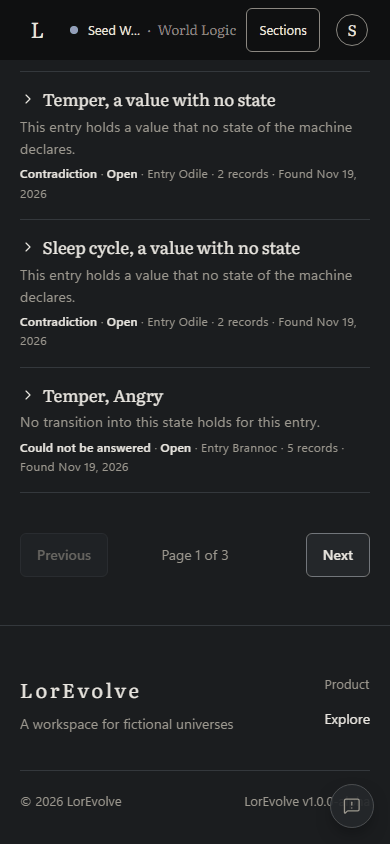 L Seed W... · World Logic Sections S
Temper, a value with no state
This entry holds a value that no state of the machine
declares.
Contradiction · Open · Entry Odile · 2 records · Found Nov 19,
2026
Sleep cycle, a value with no state
This entry holds a value that no state of the machine
declares.
Contradiction · Open · Entry Odile · 2 records · Found Nov 19,
2026
Temper, Angry
No transition into this state holds for this entry.
Could not be answered · Open · Entry Brannoc · 5 records ·
Found Nov 19, 2026
Previous Page 1 of 3 Next
LorEvolve
Product
A workspace for fictional universes
Explore
© 2026 LorEvolve LorEvolve v1.0.0